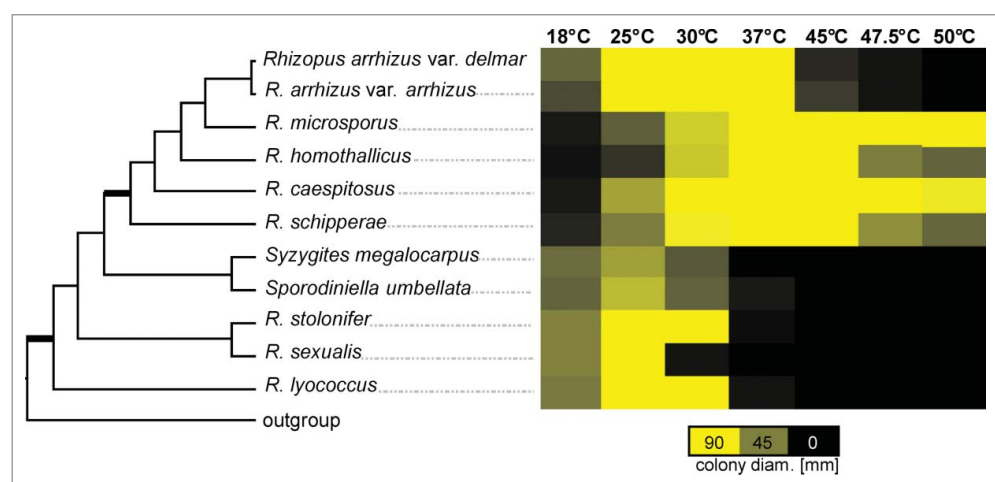 18°C 25°C 30°C 37°C 45°C 47.5°C 50°C
Rhizopus arrhizus var. delmar
R. arrhizus var. arrhizus
R. microsporus
R. homothallicus
R. caespitosus
R. schipperae
Syzygites megalocarpus
Sporodiniella umbellata
R. stolonifer
R. sexualis
R. lyococcus
outgroup
90 45 0
colony diam. [mm]